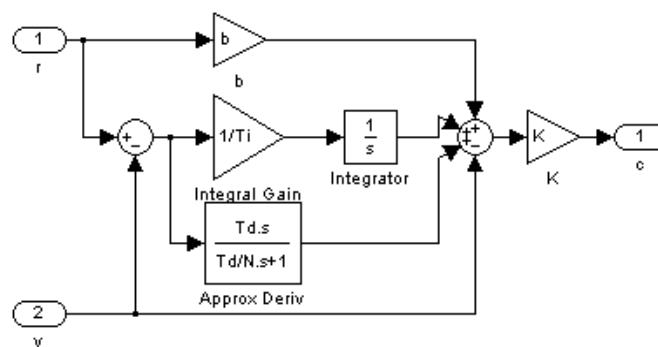 1
r
b
b
+
-
1/Ti
Integral Gain
1
s
Integrator
+
+
+
-
K
K
1
c
Td.s
Td/N.s+1
Approx Deriv
2
y